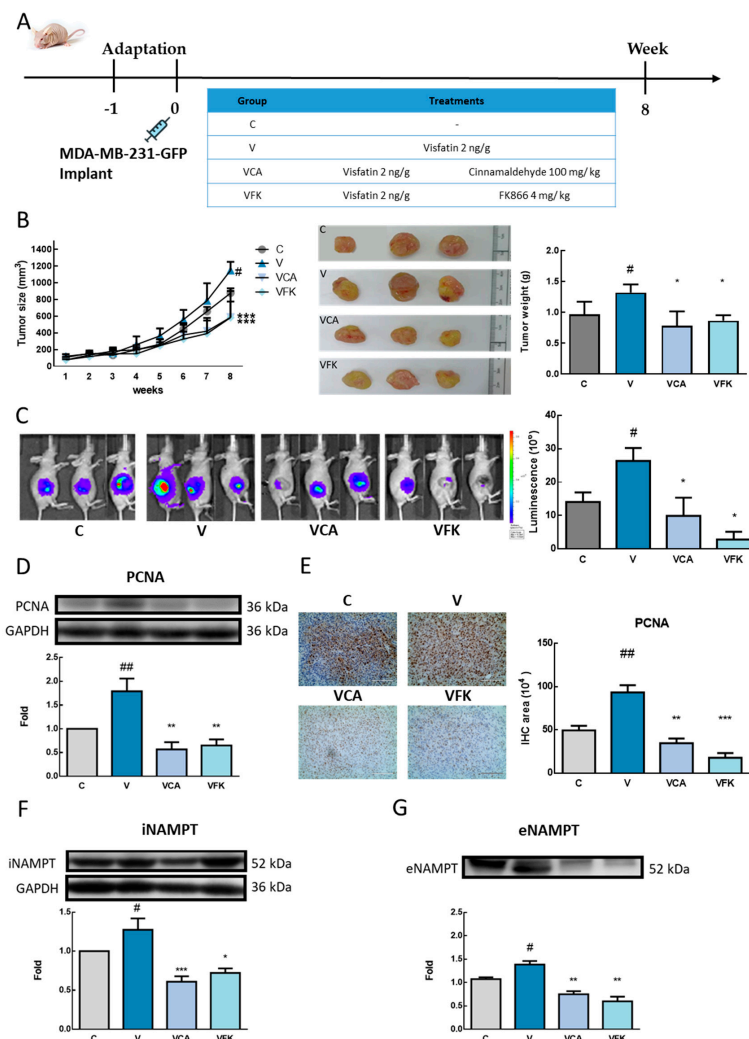 A
Adaptation
Week
-1
0
8
MDA-MB-231-GFP
Implant
Group Treatments
C -
V Visfatin 2 ng/g
VCA Visfatin 2 ng/g Cinnamaldehyde 100 mg/ kg
VFK Visfatin 2 ng/g FK866 4 mg/ kg
B
Tumor size (mm³)
1400
1200
1000
800
600
400
200
0
1 2 3 4 5 6 7 8
weeks
C
V
VCA
VFK
#
***
***
C
V
VCA
VFK
Tumor weight (g)
2.0
1.5
1.0
0.5
0.0
# * *
C V VCA VFK
C
C V VCA VFK
Luminescence (10⁹)
40
30
20
10
0
# * *
C V VCA VFK
D
PCNA
PCNA 36 kDa
GAPDH 36 kDa
Fold
2.5
2.0
1.5
1.0
0.5
0.0
## ** **
C V VCA VFK
E
C V
VCA VFK
PCNA
IHC area (10⁴)
150
100
50
0
## ** ***
C V VCA VFK
F
iNAMPT
iNAMPT 52 kDa
GAPDH 36 kDa
Fold
1.5
1.0
0.5
0.0
# *** *
C V VCA VFK
G
eNAMPT
eNAMPT 52 kDa
Fold
2.5
2.0
1.5
1.0
0.5
0.0
# ** **
C V VCA VFK